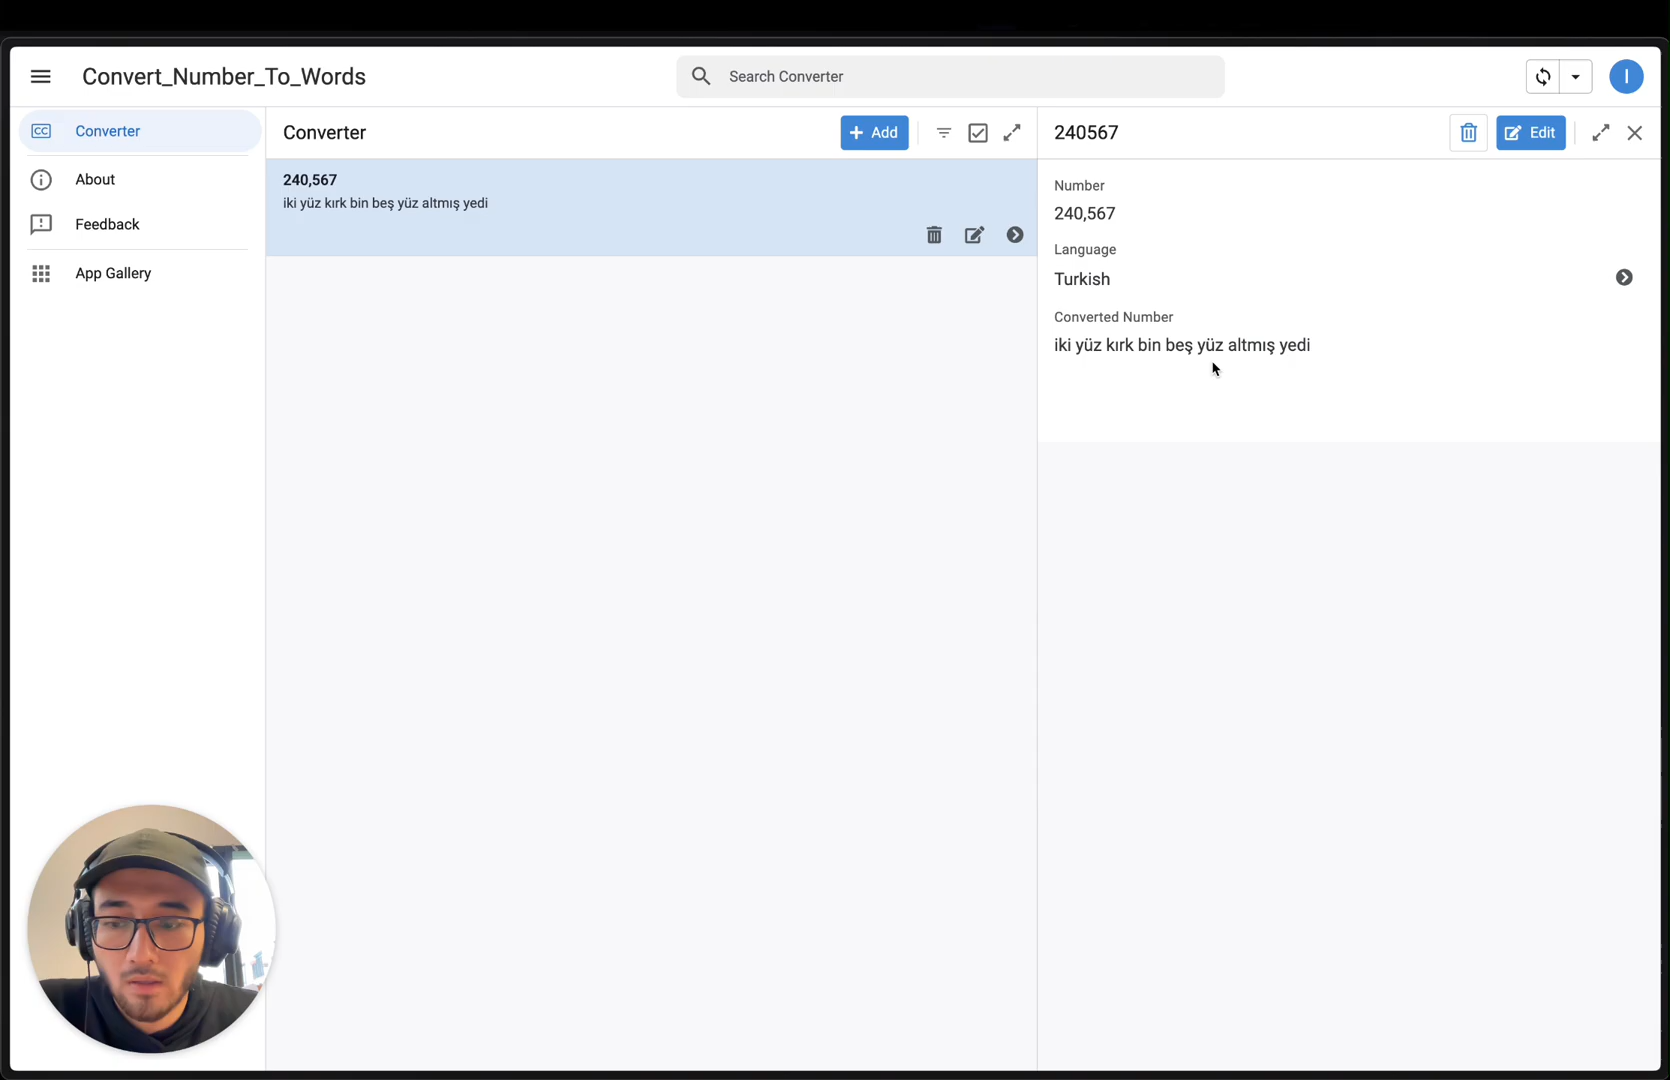 Convert_Number_To_Words
Search Converter
I
CC
Converter
About
Feedback
App Gallery
Converter
+ Add
240,567
iki yüz kırk bin beş yüz altmış yedi
240567
Edit
Number
240,567
Language
Turkish
Converted Number
iki yüz kırk bin beş yüz altmış yedi